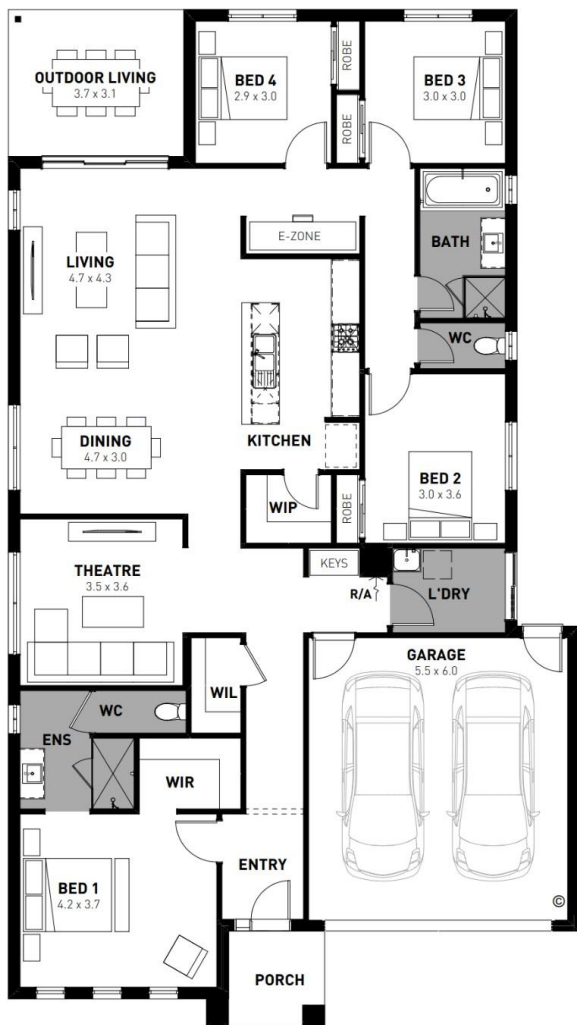 OUTDOOR LIVING
3.7 x 3.1
BED 4
2.9 x 3.0
ROBE
ROBE
BED 3
3.0 x 3.0
E-ZONE
BATH
LIVING
4.7 x 4.3
WC
DINING
4.7 x 3.0
KITCHEN
WIP
ROBE
BED 2
3.0 x 3.6
THEATRE
3.5 x 3.6
KEYS
R/A
L'DRY
GARAGE
5.5 x 6.0
WIL
WC
ENS
WIR
BED 1
4.2 x 3.7
ENTRY
©
PORCH